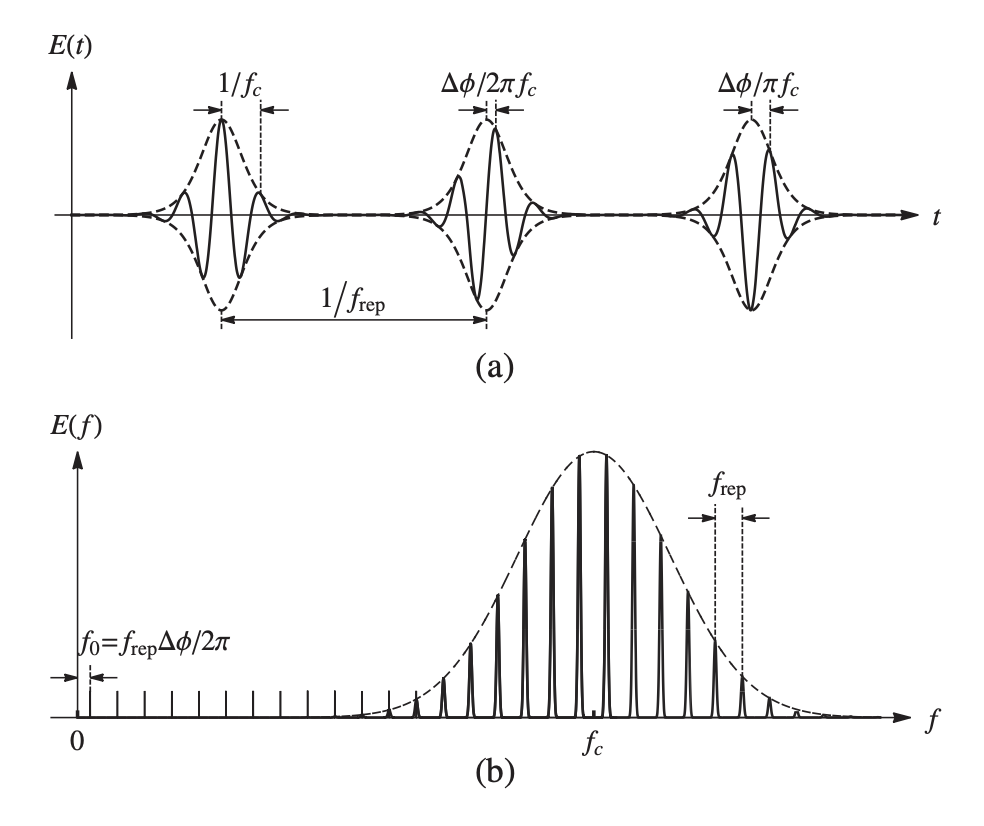 E(t)
1/f_c
Δϕ/2πf_c
Δϕ/πf_c
t
1/f_rep
(a)
E(f)
f_rep
f_0=f_repΔϕ/2π
0
f_c
f
(b)